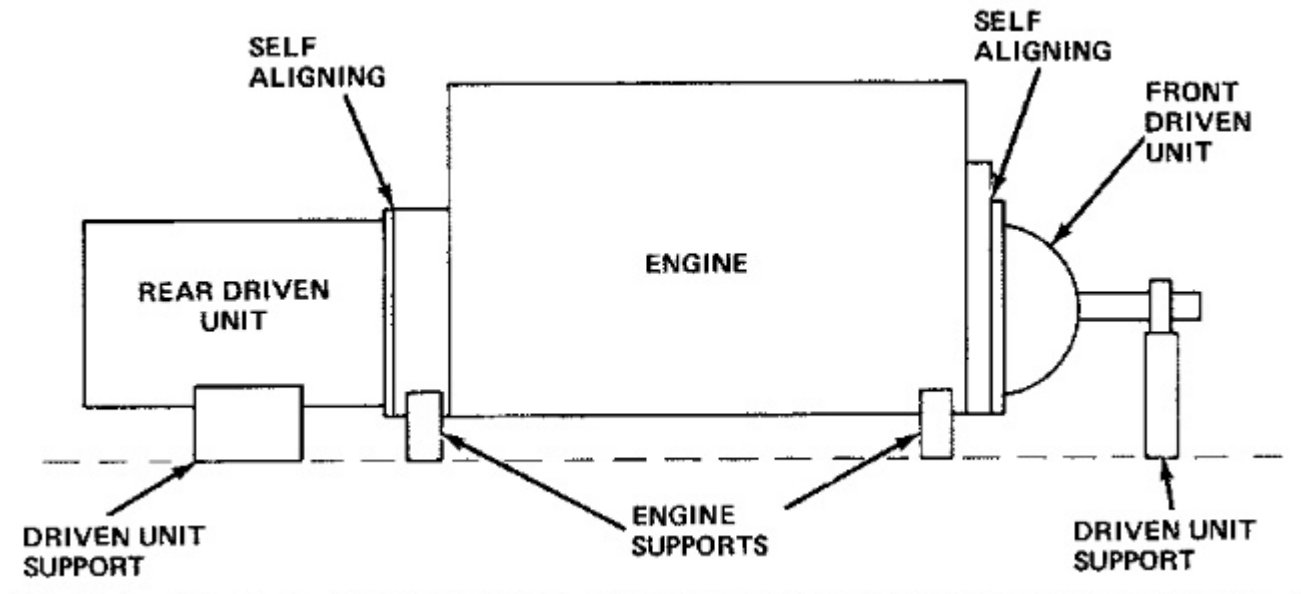 SELF
ALIGNING
SELF
ALIGNING
FRONT
DRIVEN
UNIT
ENGINE
REAR DRIVEN
UNIT
ENGINE
SUPPORTS
DRIVEN UNIT
SUPPORT
DRIVEN UNIT
SUPPORT